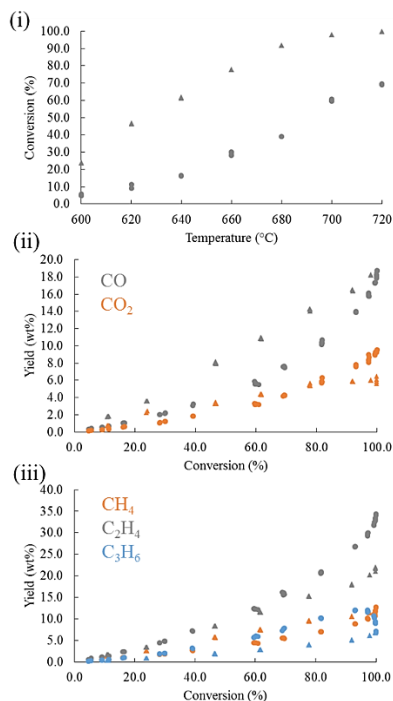 (i)
100.0
90.0
80.0
70.0
60.0
50.0
40.0
30.0
20.0
10.0
0.0
Conversion (%)
600 620 640 660 680 700 720
Temperature (°C)
(ii)
20.0
18.0
16.0
14.0
12.0
10.0
8.0
6.0
4.0
2.0
0.0
Yield (wt%)
CO
CO₂
0.0 20.0 40.0 60.0 80.0 100.0
Conversion (%)
(iii)
40.0
35.0
30.0
25.0
20.0
15.0
10.0
5.0
0.0
Yield (wt%)
CH₄
C₂H₄
C₃H₆
0.0 20.0 40.0 60.0 80.0 100.0
Conversion (%)